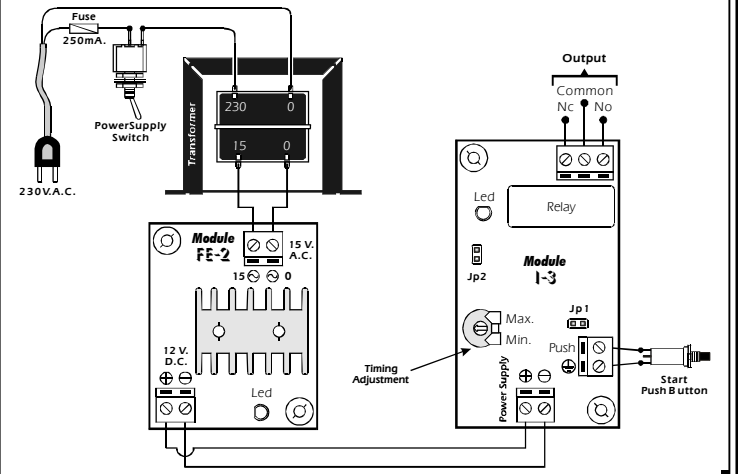 Fuse
250mA.
PowerSupply
Switch
230V.A.C.
Transformer
230 0
15 0
Output
Common
Nc No
Led
Relay
Jp2
Module
I-3
Jp1
Max.
Min.
Push
Timing
Adjustment
Power Supply
Start
Push Button
Module
FE-2
15 V.
A.C.
15 0
12 V.
D.C.
Led